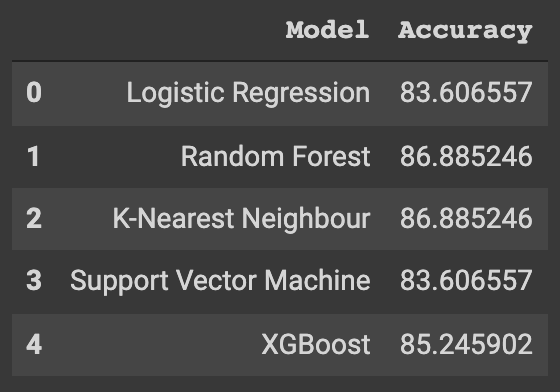 Model Accuracy
0 Logistic Regression 83.606557
1 Random Forest 86.885246
2 K-Nearest Neighbour 86.885246
3 Support Vector Machine 83.606557
4 XGBoost 85.245902